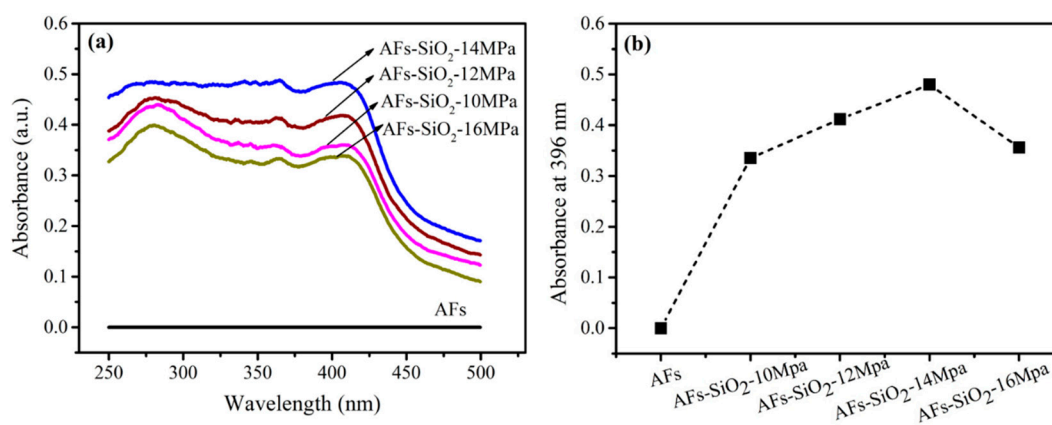 (a)
AFs-SiO₂-14MPa
AFs-SiO₂-12MPa
AFs-SiO₂-10MPa
AFs-SiO₂-16MPa
AFs
Absorbance (a.u.)
0.6
0.5
0.4
0.3
0.2
0.1
0.0
250 300 350 400 450 500
Wavelength (nm)
(b)
Absorbance at 396 nm
0.6
0.5
0.4
0.3
0.2
0.1
0.0
AFs
AFs-SiO₂-10Mpa
AFs-SiO₂-12Mpa
AFs-SiO₂-14Mpa
AFs-SiO₂-16Mpa